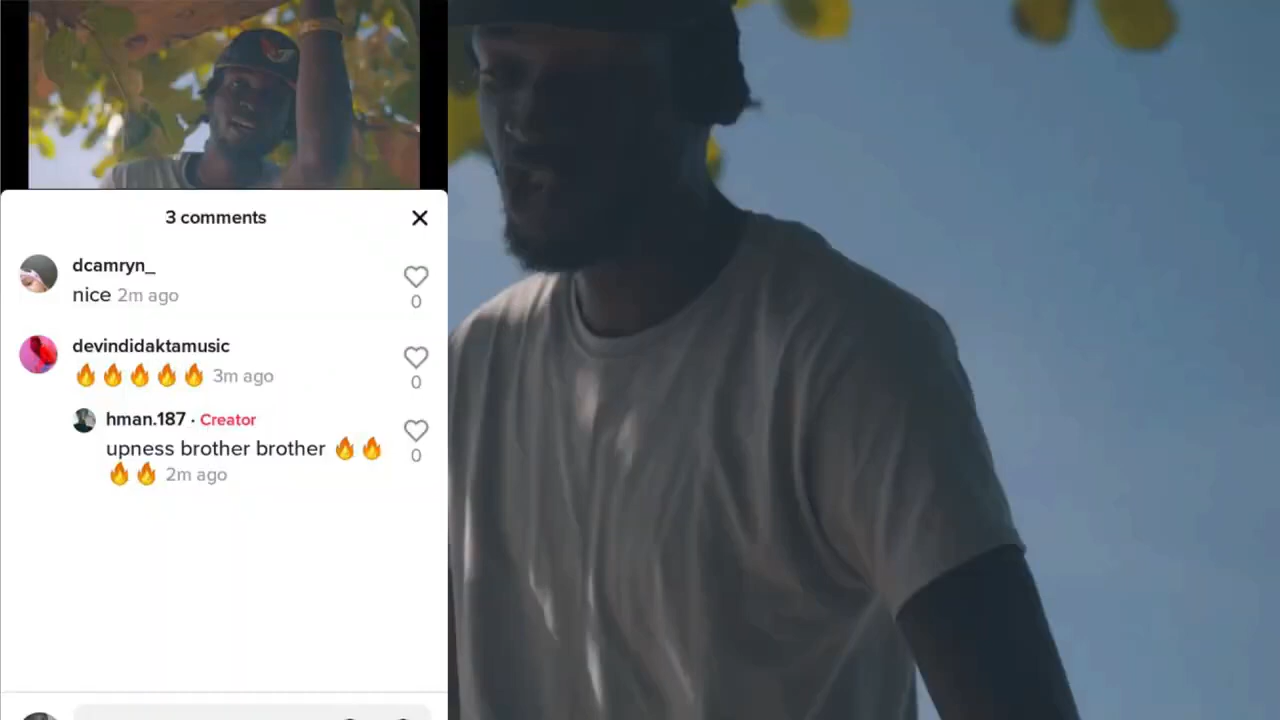 3 comments
dcamryn_
nice 2m ago
0
devindidaktamusic
🔥🔥🔥🔥🔥 3m ago
0
hman.187 · Creator
upness brother brother 🔥🔥
🔥🔥 2m ago
0